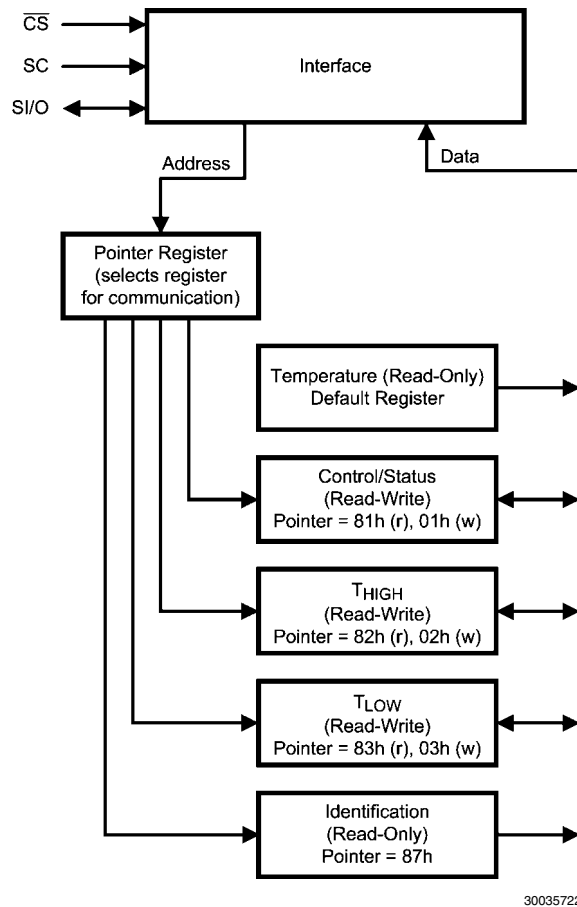 CS
SC
SI/O
Interface
Address
Data
Pointer Register
(selects register
for communication)
Temperature (Read-Only)
Default Register
Control/Status
(Read-Write)
Pointer = 81h (r), 01h (w)
THIGH
(Read-Write)
Pointer = 82h (r), 02h (w)
TLOW
(Read-Write)
Pointer = 83h (r), 03h (w)
Identification
(Read-Only)
Pointer = 87h
30035722